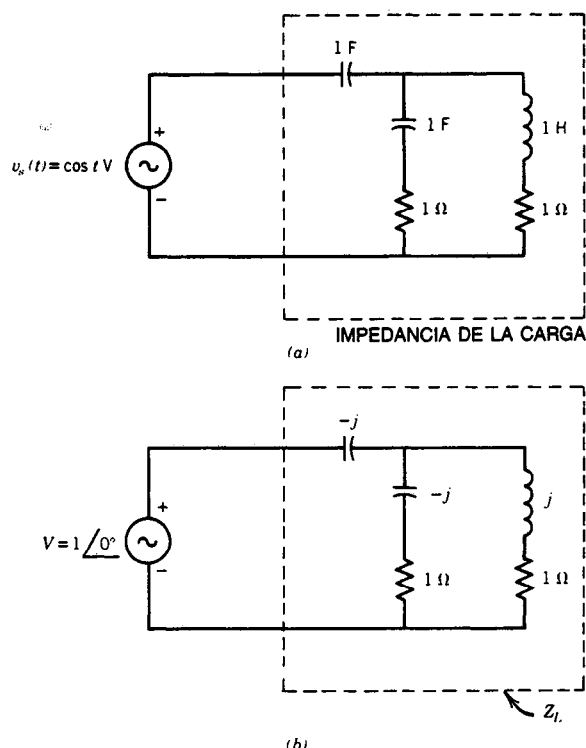 1 F
1 F
1 H
+
v_s(t) = cos t V
−
1 Ω
1 Ω
IMPEDANCIA DE LA CARGA
(a)
−j
−j
j
+
V = 1 /0°
−
1 Ω
1 Ω
Z_L
(b)